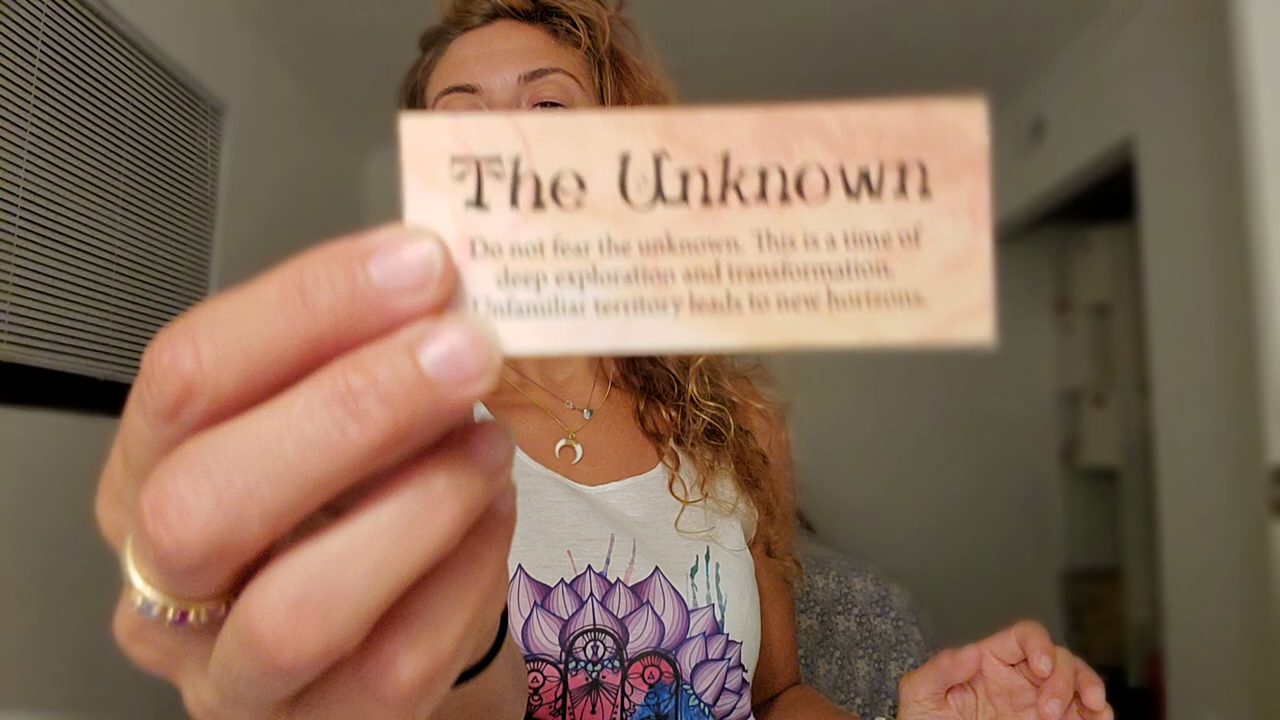 The Unknown
Do not fear the unknown. This is a time of
deep exploration and transformation.
Unfamiliar territory leads to new horizons.